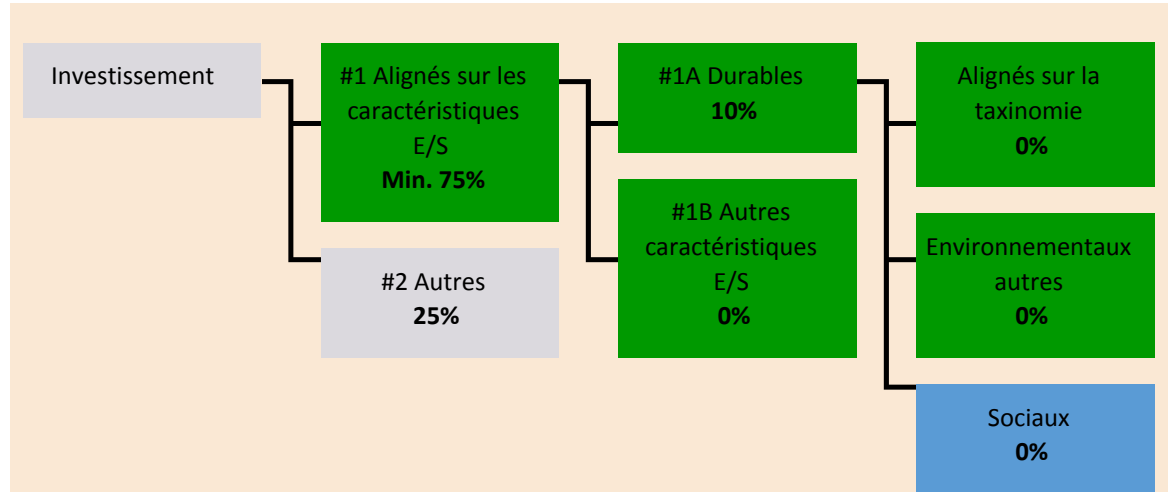 Investissement
#1 Alignés sur les
caractéristiques
E/S
Min. 75%
#2 Autres
25%
#1A Durables
10%
#1B Autres
caractéristiques
E/S
0%
Alignés sur la
taxinomie
0%
Environnementaux
autres
0%
Sociaux
0%